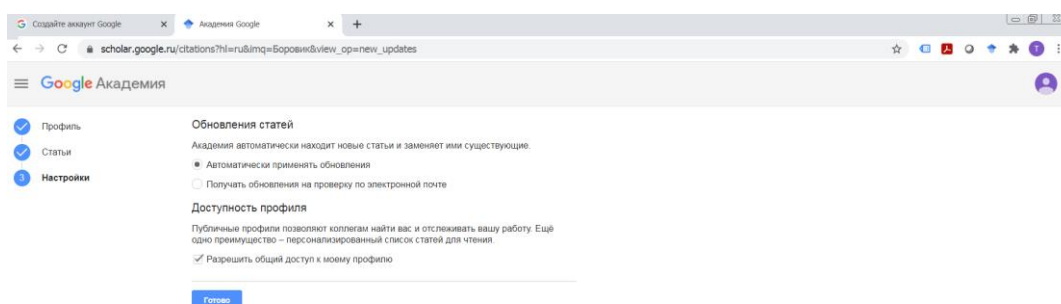 Создайте аккаунт Google
Академия Google
scholar.google.ru/citations?hl=ru&imq=Боровик&view_op=new_updates
T
Google Академия
Профиль
Обновления статей
Статьи
Академия автоматически находит новые статьи и заменяет ими существующие.
Автоматически применять обновления
3 Настройки
Получать обновления на проверку по электронной почте
Доступность профиля
Публичные профили позволяют коллегам найти вас и отслеживать вашу работу. Ещё
одно преимущество – персонализированный список статей для чтения.
Разрешить общий доступ к моему профилю
Готово